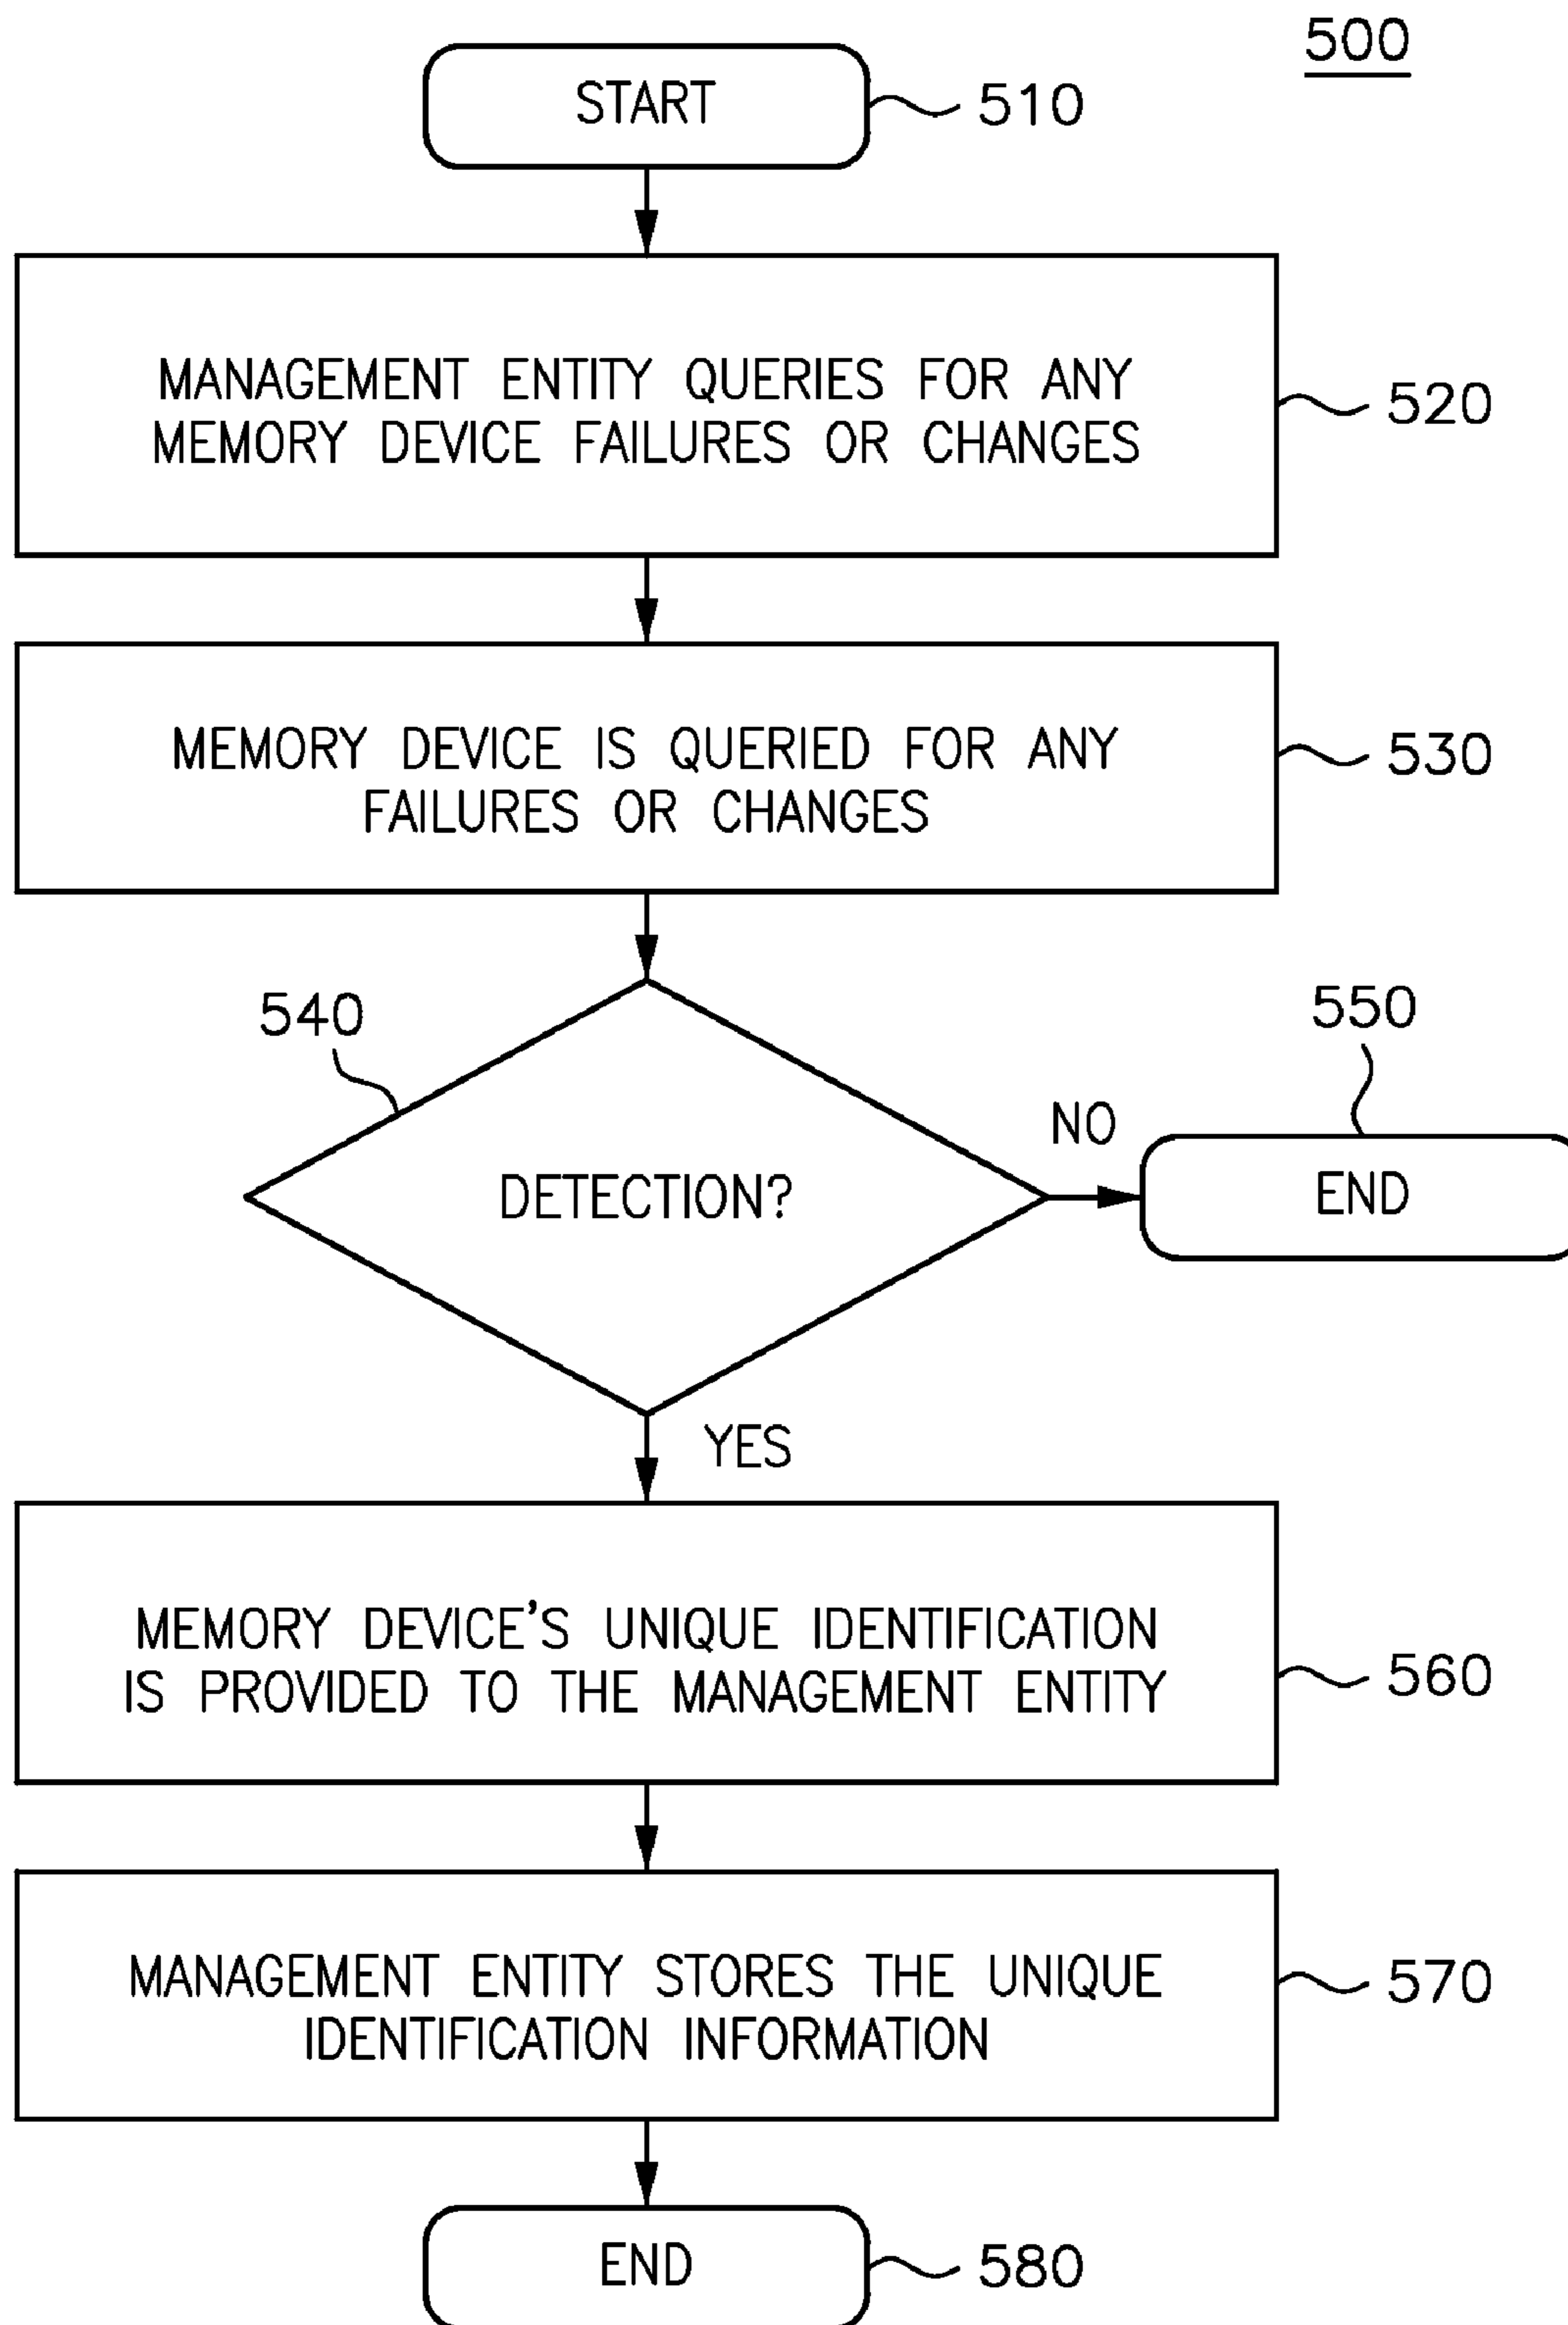 500
START
510
MANAGEMENT ENTITY QUERIES FOR ANY
MEMORY DEVICE FAILURES OR CHANGES
520
MEMORY DEVICE IS QUERIED FOR ANY
FAILURES OR CHANGES
530
540
DETECTION?
NO
550
END
YES
MEMORY DEVICE'S UNIQUE IDENTIFICATION
IS PROVIDED TO THE MANAGEMENT ENTITY
560
MANAGEMENT ENTITY STORES THE UNIQUE
IDENTIFICATION INFORMATION
570
END
580